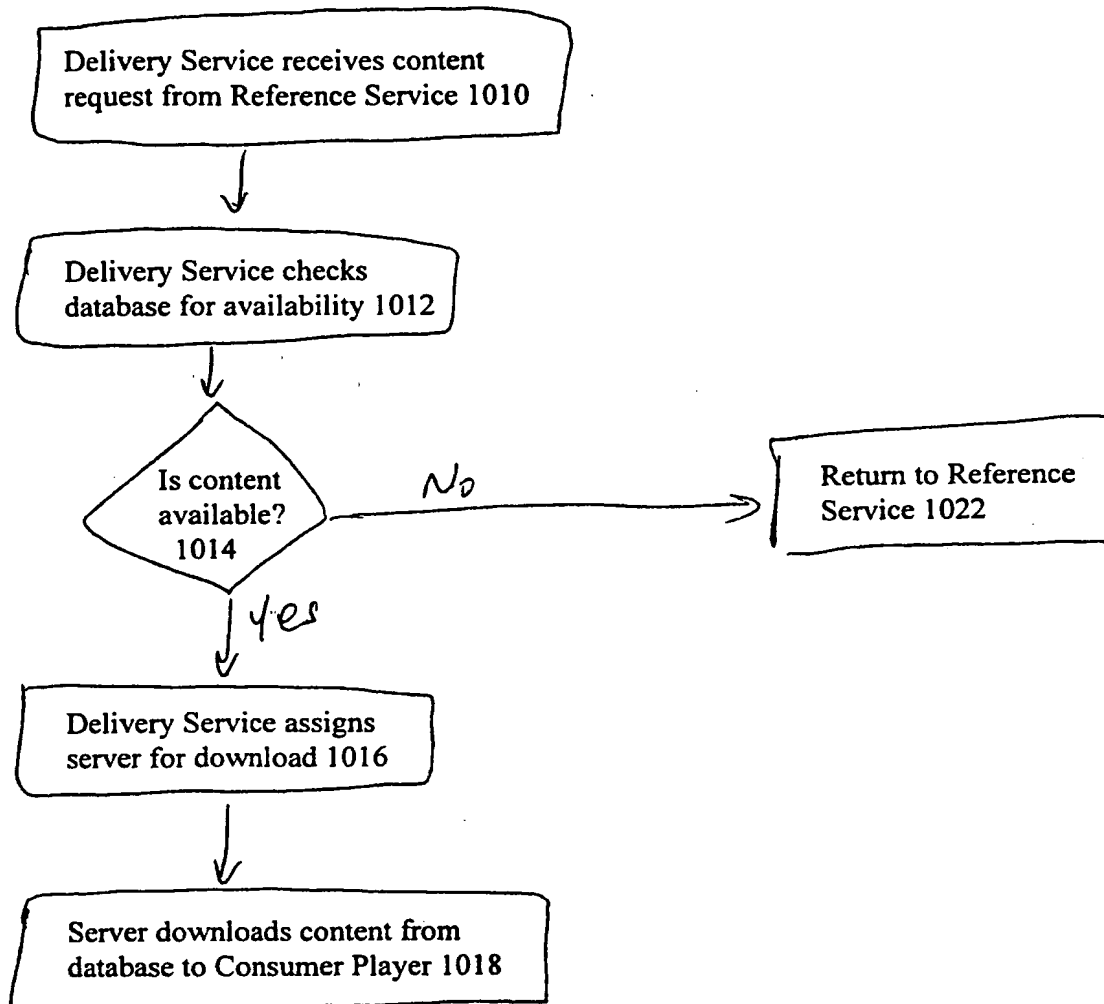 Delivery Service receives content
request from Reference Service 1010
Delivery Service checks
database for availability 1012
Is content
available?
1014
No
Return to Reference
Service 1022
Yes
Delivery Service assigns
server for download 1016
Server downloads content from
database to Consumer Player 1018